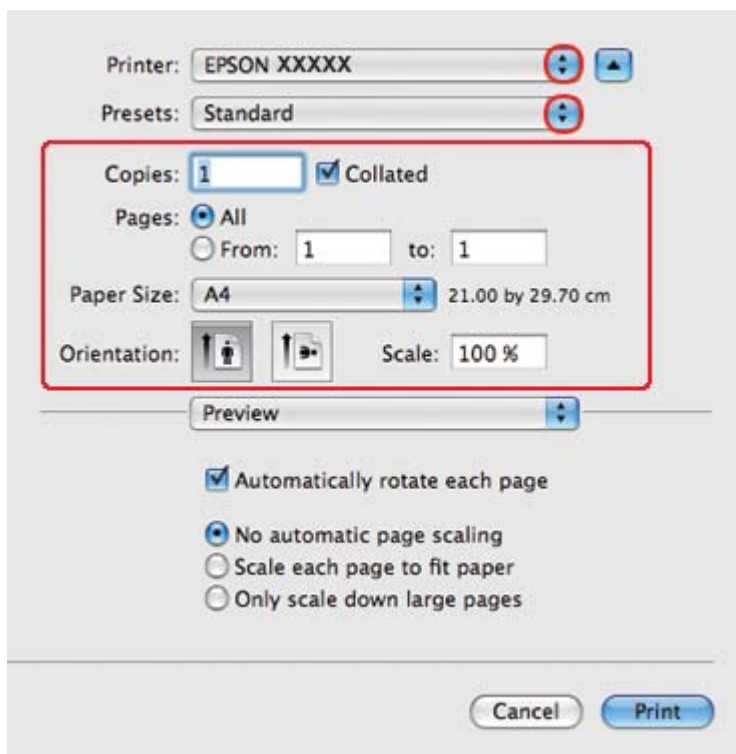 Printer: EPSON XXXXX
Presets: Standard
Copies: 1 Collated
Pages: All
From: 1 to: 1
Paper Size: A4 21.00 by 29.70 cm
Orientation: Scale: 100 %
Preview
Automatically rotate each page
No automatic page scaling
Scale each page to fit paper
Only scale down large pages
Cancel Print